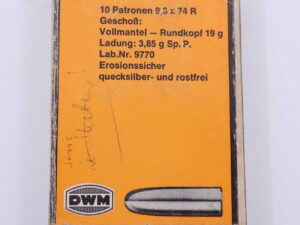 10 Patronen 9,3 x 74 R
Geschoß:
Vollmantel – Rundkopf 19 g
Ladung: 3,85 g Sp. P.
Lab.Nr. 9770
Erosionssicher
quecksilber- und rostfrei
DWM